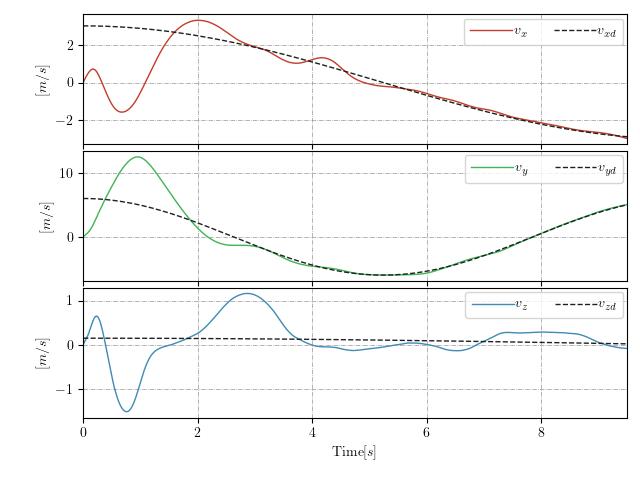 2
0
−2
[m/s]
v_x v_xd
10
0
[m/s]
v_y v_yd
1
0
−1
[m/s]
v_z v_zd
0 2 4 6 8
Time[s]